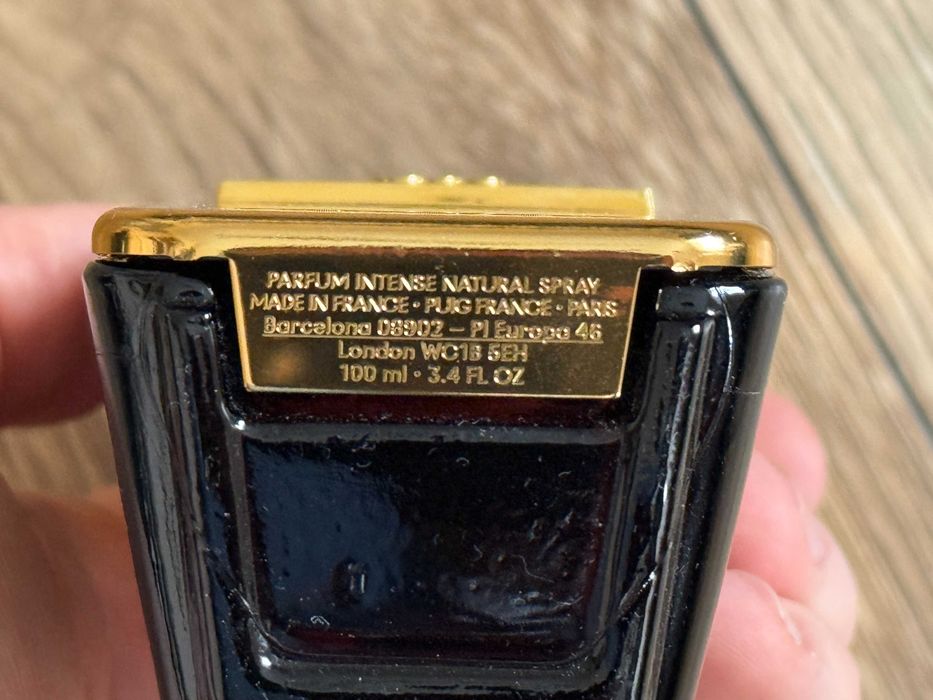 PARFUM INTENSE NATURAL SPRAY
MADE IN FRANCE • PUIG FRANCE • PARIS
Barcelona 08902 – Pl Europa 46
London WC1B 5EH
100 ml • 3.4 FL OZ